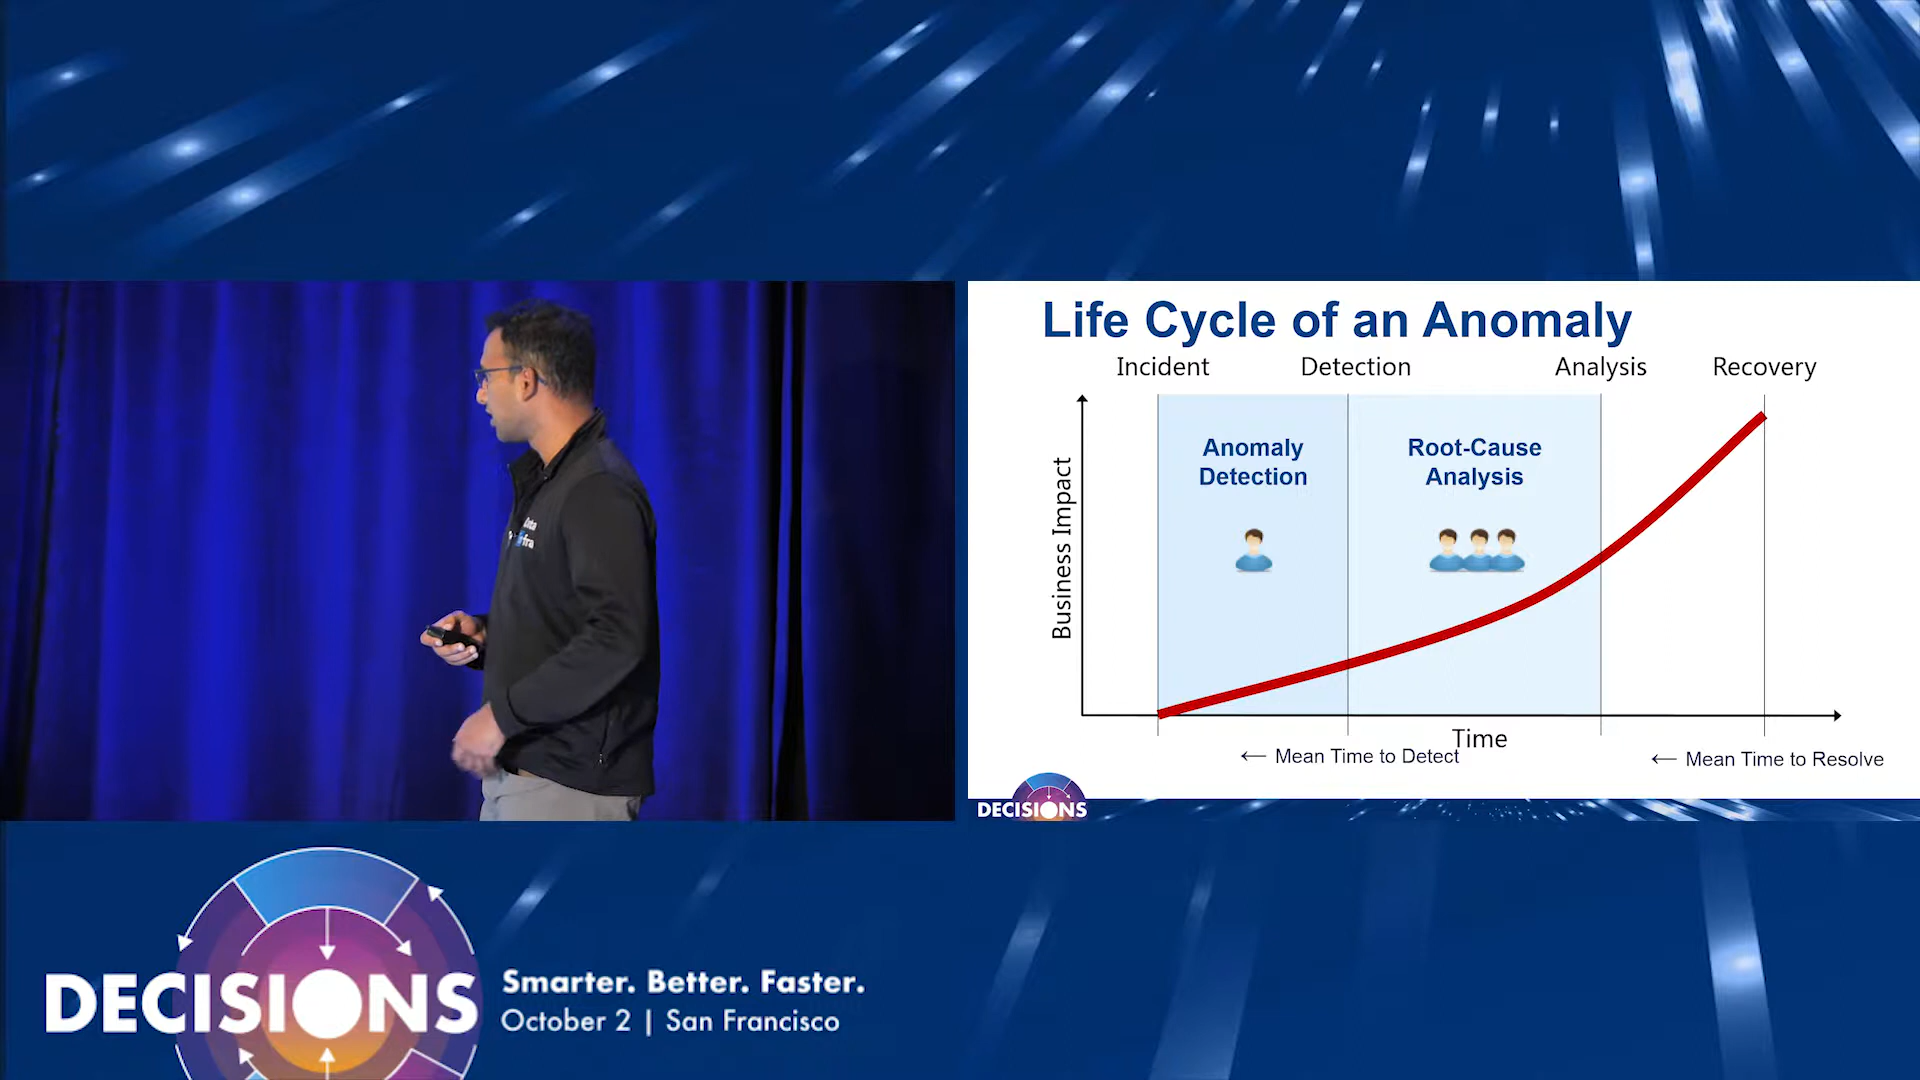 Life Cycle of an Anomaly
Incident
Detection
Analysis
Recovery
Anomaly
Detection
Root-Cause
Analysis
Business Impact
Time
← Mean Time to Detect
← Mean Time to Resolve
DECISIONS
DECISIONS
Smarter. Better. Faster.
October 2 | San Francisco